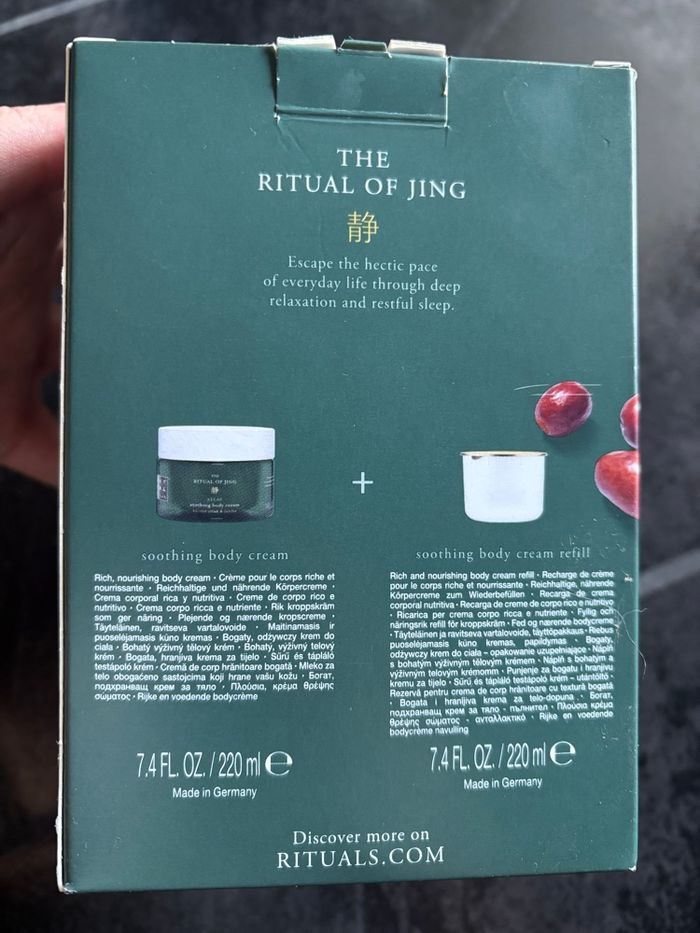 THE
RITUAL OF JING
静
Escape the hectic pace
of everyday life through deep
relaxation and restful sleep.
THE
RITUAL OF JING
静
RELAX
soothing body cream
+
soothing body cream
Rich, nourishing body cream • Crème pour le corps riche et
nourrissante • Reichhaltige und nährende Körpercreme •
Crema corporal rica y nutritiva • Creme de corpo rico e
nutritivo • Crema corpo ricca e nutriente • Rik kroppskräm
som ger näring • Plejende og nærende kropscreme •
Täyteläinen, ravitseva vartalovoide • Maitinamasis ir
puoselėjamasis kūno kremas • Bogaty, odżywczy krem do
ciała • Bohatý výživný tělový krém • Bohatý, výživný telový
krém • Bogata, hranjiva krema za tijelo • Sűrű és tápláló
testápoló krém • Cremă de corp hrănitoare bogată • Mleko za
telo obogaćeno sastojcima koji hrane vašu kožu • Богат,
подхранващ крем за тяло • Πλούσια, κρέμα θρέψης
σώματος • Rijke en voedende bodycrème
7.4 FL. OZ. / 220 ml ℮
Made in Germany
soothing body cream refill
Rich and nourishing body cream refill • Recharge de crème
pour le corps riche et nourrissante • Reichhaltige, nährende
Körpercreme zum Wiederbefüllen • Recarga de crema
corporal nutritiva • Recarga de creme de corpo rico e nutritivo
• Ricarica per crema corpo ricca e nutriente • Fyllig och
näringsrik refill för kroppskräm • Fed og nærende bodycreme
• Täyteläinen ja ravitseva vartalovoide, täyttöpakkaus • Riebus
puoselėjamasis kūno kremas, papildymas • Bogaty,
odżywczy krem do ciała – opakowanie uzupełniające • Náplň
s bohatým výživným tělovým krémem • Náplň s bohatým a
výživným telovým krémom • Punjenje za bogatu i hranjivu
kremu za tijelo • Sűrű és tápláló testápoló krém – utántöltő •
Rezervă pentru crema de corp hrănitoare cu textură bogată
• Bogata i hranljiva krema za telo-dopuna • Богат,
подхранващ крем за тяло - пълнител • Πλούσια κρέμα
θρέψης σώματος - ανταλλακτικό • Rijke en voedende
bodycrème navulling
7.4 FL. OZ. / 220 ml ℮
Made in Germany
Discover more on
RITUALS.COM